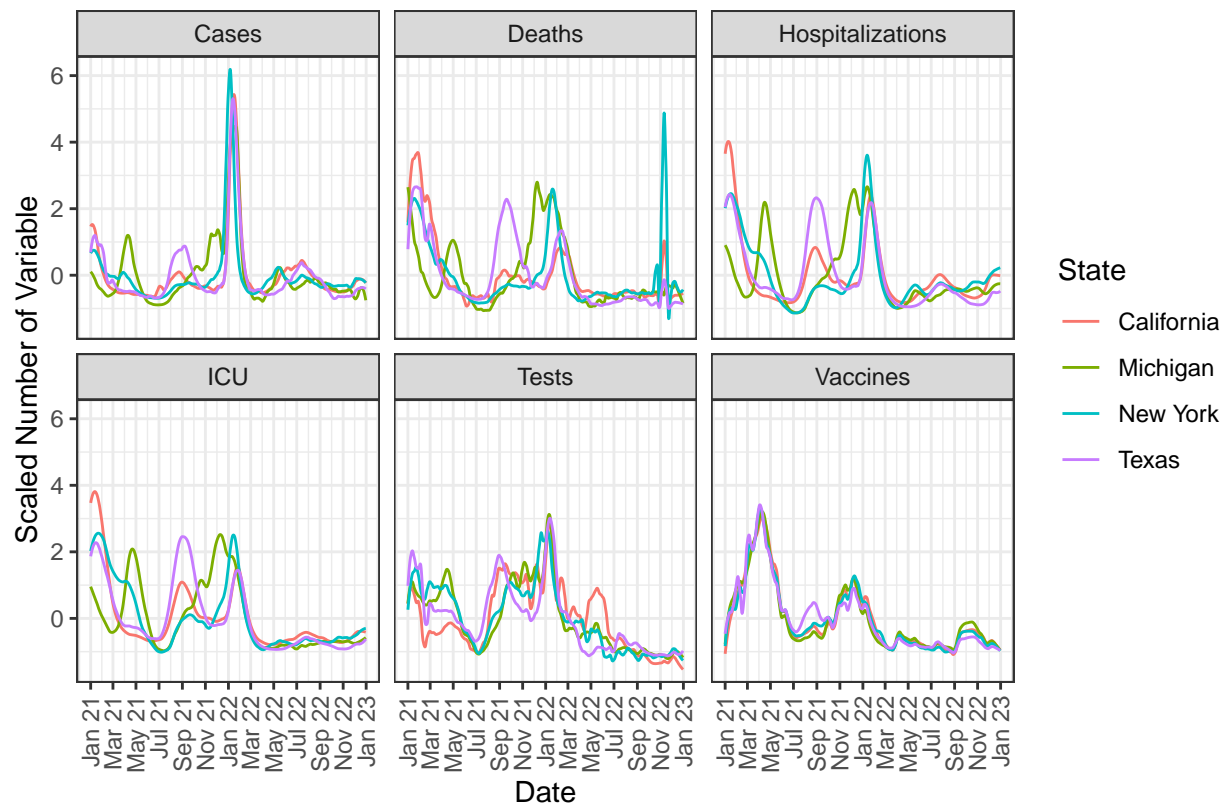 Cases
Deaths
Hospitalizations
6
4
2
0
ICU
Tests
Vaccines
6
4
2
0
Scaled Number of Variable
Jan 21
Mar 21
May 21
Jul 21
Sep 21
Nov 21
Jan 22
Mar 22
May 22
Jul 22
Sep 22
Nov 22
Jan 23
Jan 21
Mar 21
May 21
Jul 21
Sep 21
Nov 21
Jan 22
Mar 22
May 22
Jul 22
Sep 22
Nov 22
Jan 23
Jan 21
Mar 21
May 21
Jul 21
Sep 21
Nov 21
Jan 22
Mar 22
May 22
Jul 22
Sep 22
Nov 22
Jan 23
Date
State
California
Michigan
New York
Texas